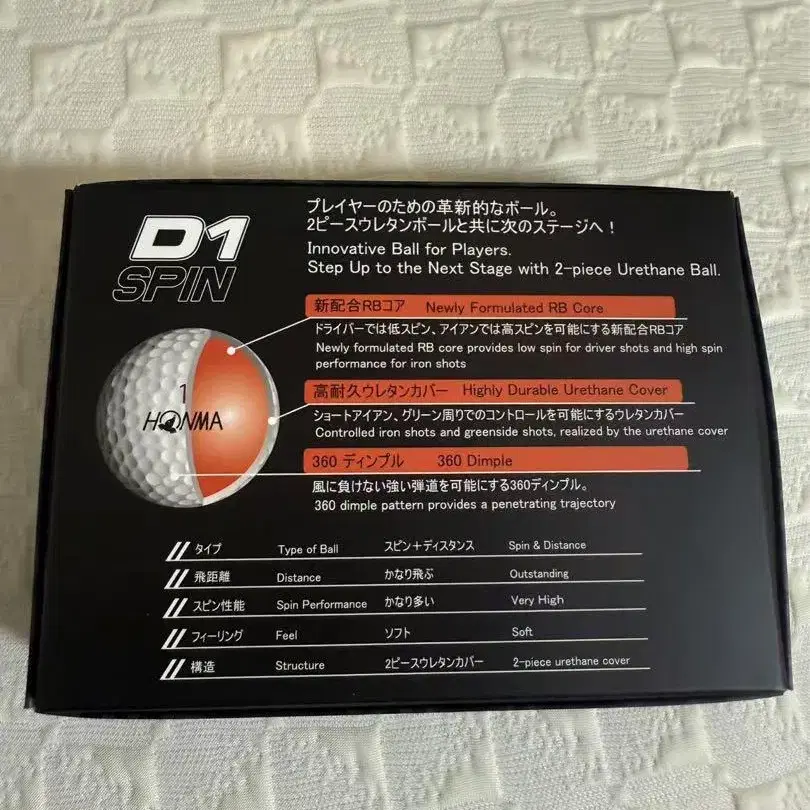 D1
SPIN
プレイヤーのための革新的なボール。
2ピースウレタンボールと共に次のステージへ！
Innovative Ball for Players.
Step Up to the Next Stage with 2-piece Urethane Ball.
新配合RBコア Newly Formulated RB Core
ドライバーでは低スピン、アイアンでは高スピンを可能にする新配合RBコア
Newly formulated RB core provides low spin for driver shots and high spin
performance for iron shots
1
HONMA
高耐久ウレタンカバー Highly Durable Urethane Cover
ショートアイアン、グリーン周りでのコントロールを可能にするウレタンカバー
Controlled iron shots and greenside shots, realized by the urethane cover
360 ディンプル 360 Dimple
風に負けない強い弾道を可能にする360ディンプル。
360 dimple pattern provides a penetrating trajectory
タイプ Type of Ball スピン＋ディスタンス Spin & Distance
飛距離 Distance かなり飛ぶ Outstanding
スピン性能 Spin Performance かなり多い Very High
フィーリング Feel ソフト Soft
構造 Structure 2ピースウレタンカバー 2-piece urethane cover